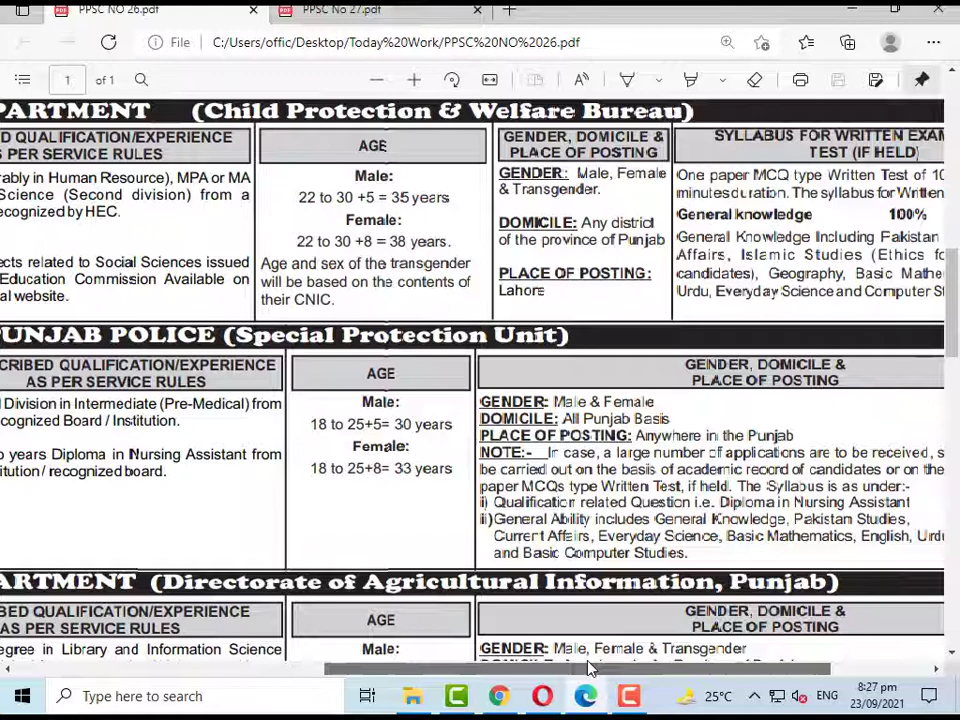 PPSC NO 26.pdf
PPSC No 27.pdf
File
C:/Users/offic/Desktop/Today%20Work/PPSC%20NO%2026.pdf
1 of 1
PARTMENT (Child Protection & Welfare Bureau)
D QUALIFICATION/EXPERIENCE
S PER SERVICE RULES
rably in Human Resource), MPA or MA
Science (Second division) from a
ecognized by HEC.
ects related to Social Sciences issued
Education Commission Available on
al website.
AGE
Male:
22 to 30 +5 = 35 years
Female:
22 to 30 +8 = 38 years.
Age and sex of the transgender
will be based on the contents of
their CNIC.
GENDER, DOMICILE &
PLACE OF POSTING
GENDER: Male, Female
& Transgender.
DOMICILE: Any district
of the province of Punjab
PLACE OF POSTING:
Lahore
SYLLABUS FOR WRITTEN EXAM
TEST (IF HELD)
One paper MCQ type Written Test of 10
minutes duration. The syllabus for Writte
General knowledge 100%
General Knowledge Including Pakistan
Affairs, Islamic Studies (Ethics fo
candidates), Geography, Basic Mathe
Urdu, Everyday Science and Computer St
PUNJAB POLICE (Special Protection Unit)
CRIBED QUALIFICATION/EXPERIENCE
AS PER SERVICE RULES
Division in Intermediate (Pre-Medical) from
cognized Board / Institution.
o years Diploma in Nursing Assistant from
titution / recognized board.
AGE
Male:
18 to 25+5= 30 years
Female:
18 to 25+8= 33 years
GENDER, DOMICILE &
PLACE OF POSTING
GENDER: Male & Female
DOMICILE: All Punjab Basis
PLACE OF POSTING: Anywhere in the Punjab
NOTE:- In case, a large number of applications are to be received, s
be carried out on the basis of academic record of candidates or on the
paper MCQs type Written Test, if held. The Syllabus is as under:-
i) Qualification related Question i.e. Diploma in Nursing Assistant
ii) General Ability includes General Knowledge, Pakistan Studies,
Current Affairs, Everyday Science, Basic Mathematics, English, Urdu
and Basic Computer Studies.
ARTMENT (Directorate of Agricultural Information, Punjab)
BED QUALIFICATION/EXPERIENCE
AS PER SERVICE RULES
egree in Library and Information Science
AGE
Male:
GENDER, DOMICILE &
PLACE OF POSTING
GENDER: Male, Female & Transgender
Type here to search
25°C
ENG
8:27 pm
23/09/2021